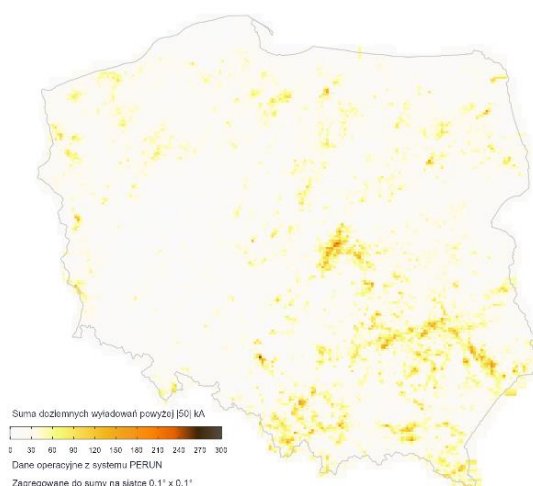 Suma doziemnych wyładowań powyżej |50| kA
0 30 60 90 120 150 180 210 240 270 300
Dane operacyjne z systemu PERUN
Zagregowane do sumy na siatce 0.1° x 0.1°